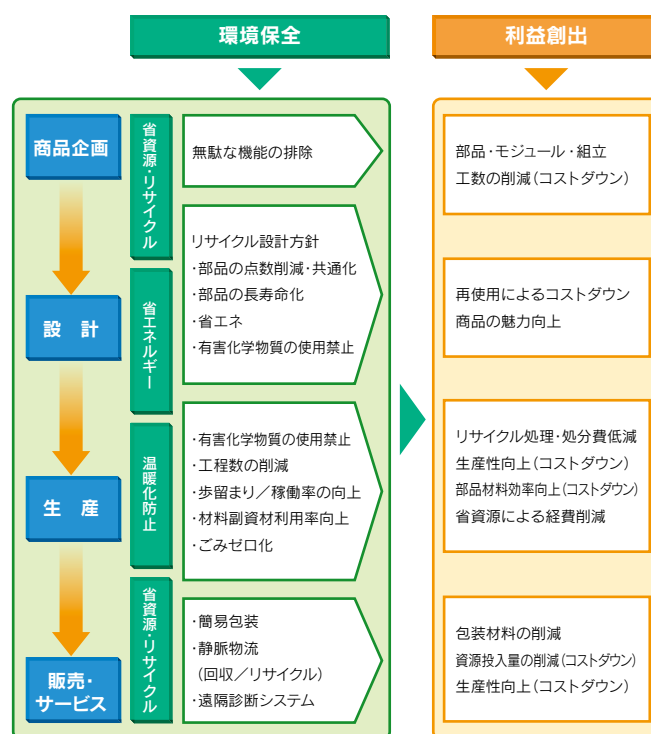 環境保全
利益創出
商品企画
省資源・リサイクル
無駄な機能の排除
部品・モジュール・組立
工数の削減（コストダウン）
設 計
省エネルギー
リサイクル設計方針
・部品の点数削減・共通化
・部品の長寿命化
・省エネ
・有害化学物質の使用禁止
再使用によるコストダウン
商品の魅力向上
生 産
温暖化防止
・有害化学物質の使用禁止
・工程数の削減
・歩留まり／稼働率の向上
・材料副資材利用率向上
・ごみゼロ化
リサイクル処理・処分費低減
生産性向上（コストダウン）
部品材料効率向上（コストダウン）
省資源による経費削減
販売・
サービス
省資源・リサイクル
・簡易包装
・静脈物流
（回収／リサイクル）
・遠隔診断システム
包装材料の削減
資源投入量の削減（コストダウン）
生産性向上（コストダウン）